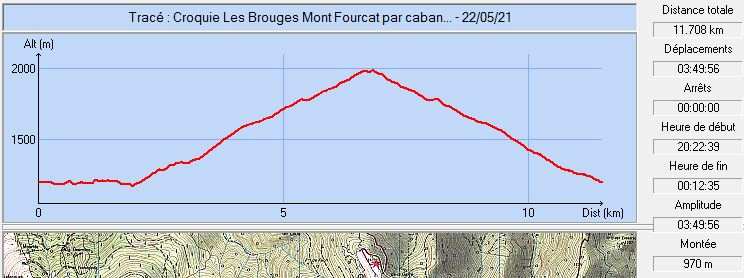 Tracé : Croquie Les Brouges Mont Fourcat par caban... - 22/05/21
Alt (m)
2000
1500
0
5
10
Dist (km)
Distance totale
11.708 km
Déplacements
03:49:56
Arrêts
00:00:00
Heure de début
20:22:39
Heure de fin
00:12:35
Amplitude
03:49:56
Montée
970 m